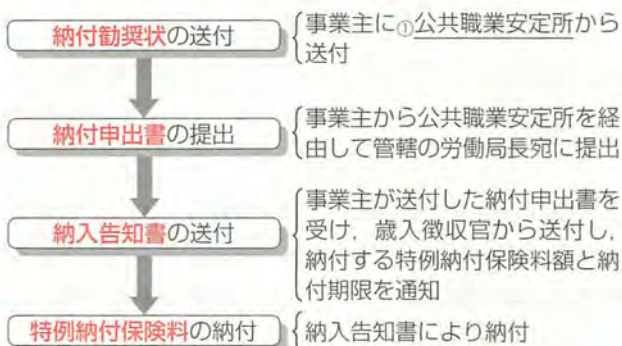 納付勧奨状の送付
事業主に①公共職業安定所から
送付
納付申出書の提出
事業主から公共職業安定所を経
由して管轄の労働局長宛に提出
納入告知書の送付
事業主が送付した納付申出書を
受け，歳入徴収官から送付し，
納付する特例納付保険料額と納
付期限を通知
特例納付保険料の納付
納入告知書により納付